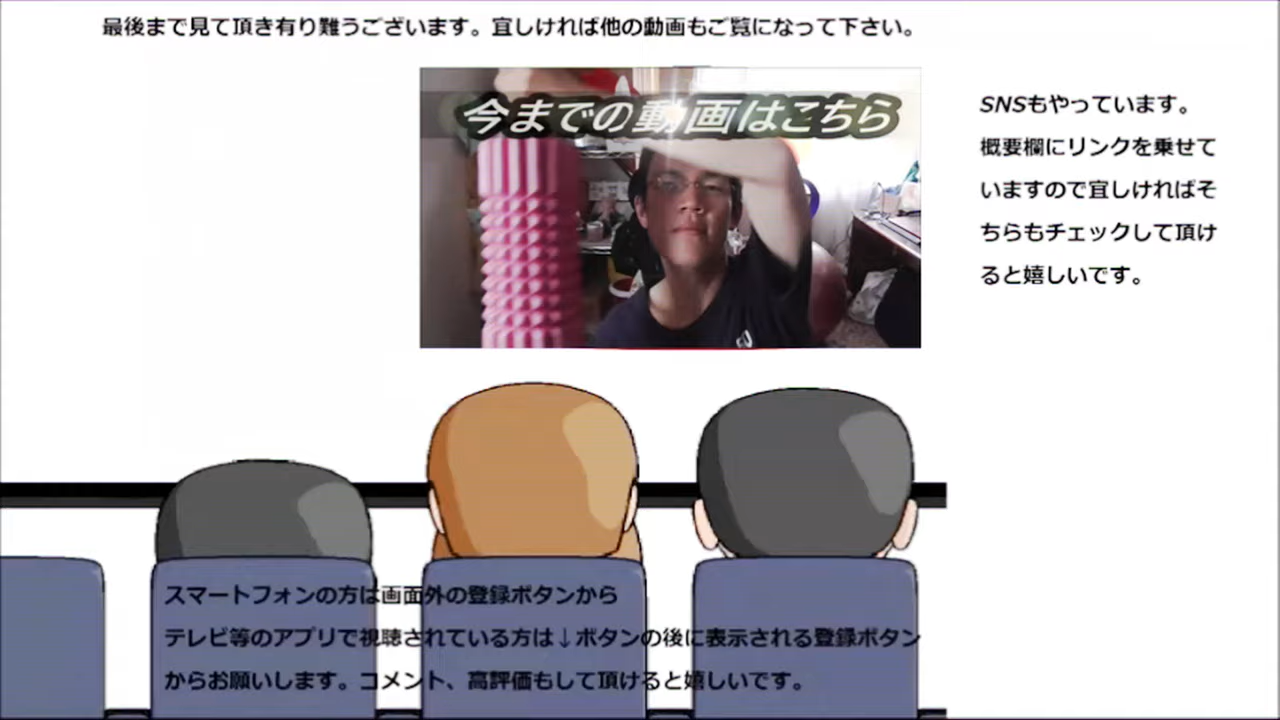 最後まで見て頂き有り難うございます。宜しければ他の動画もご覧になって下さい。
今までの動画はこちら
SNSもやっています。
概要欄にリンクを乗せて
いますので宜しければそ
ちらもチェックして頂け
ると嬉しいです。
スマートフォンの方は画面外の登録ボタンから
テレビ等のアプリで視聴されている方は↓ボタンの後に表示される登録ボタン
からお願いします。コメント、高評価もして頂けると嬉しいです。